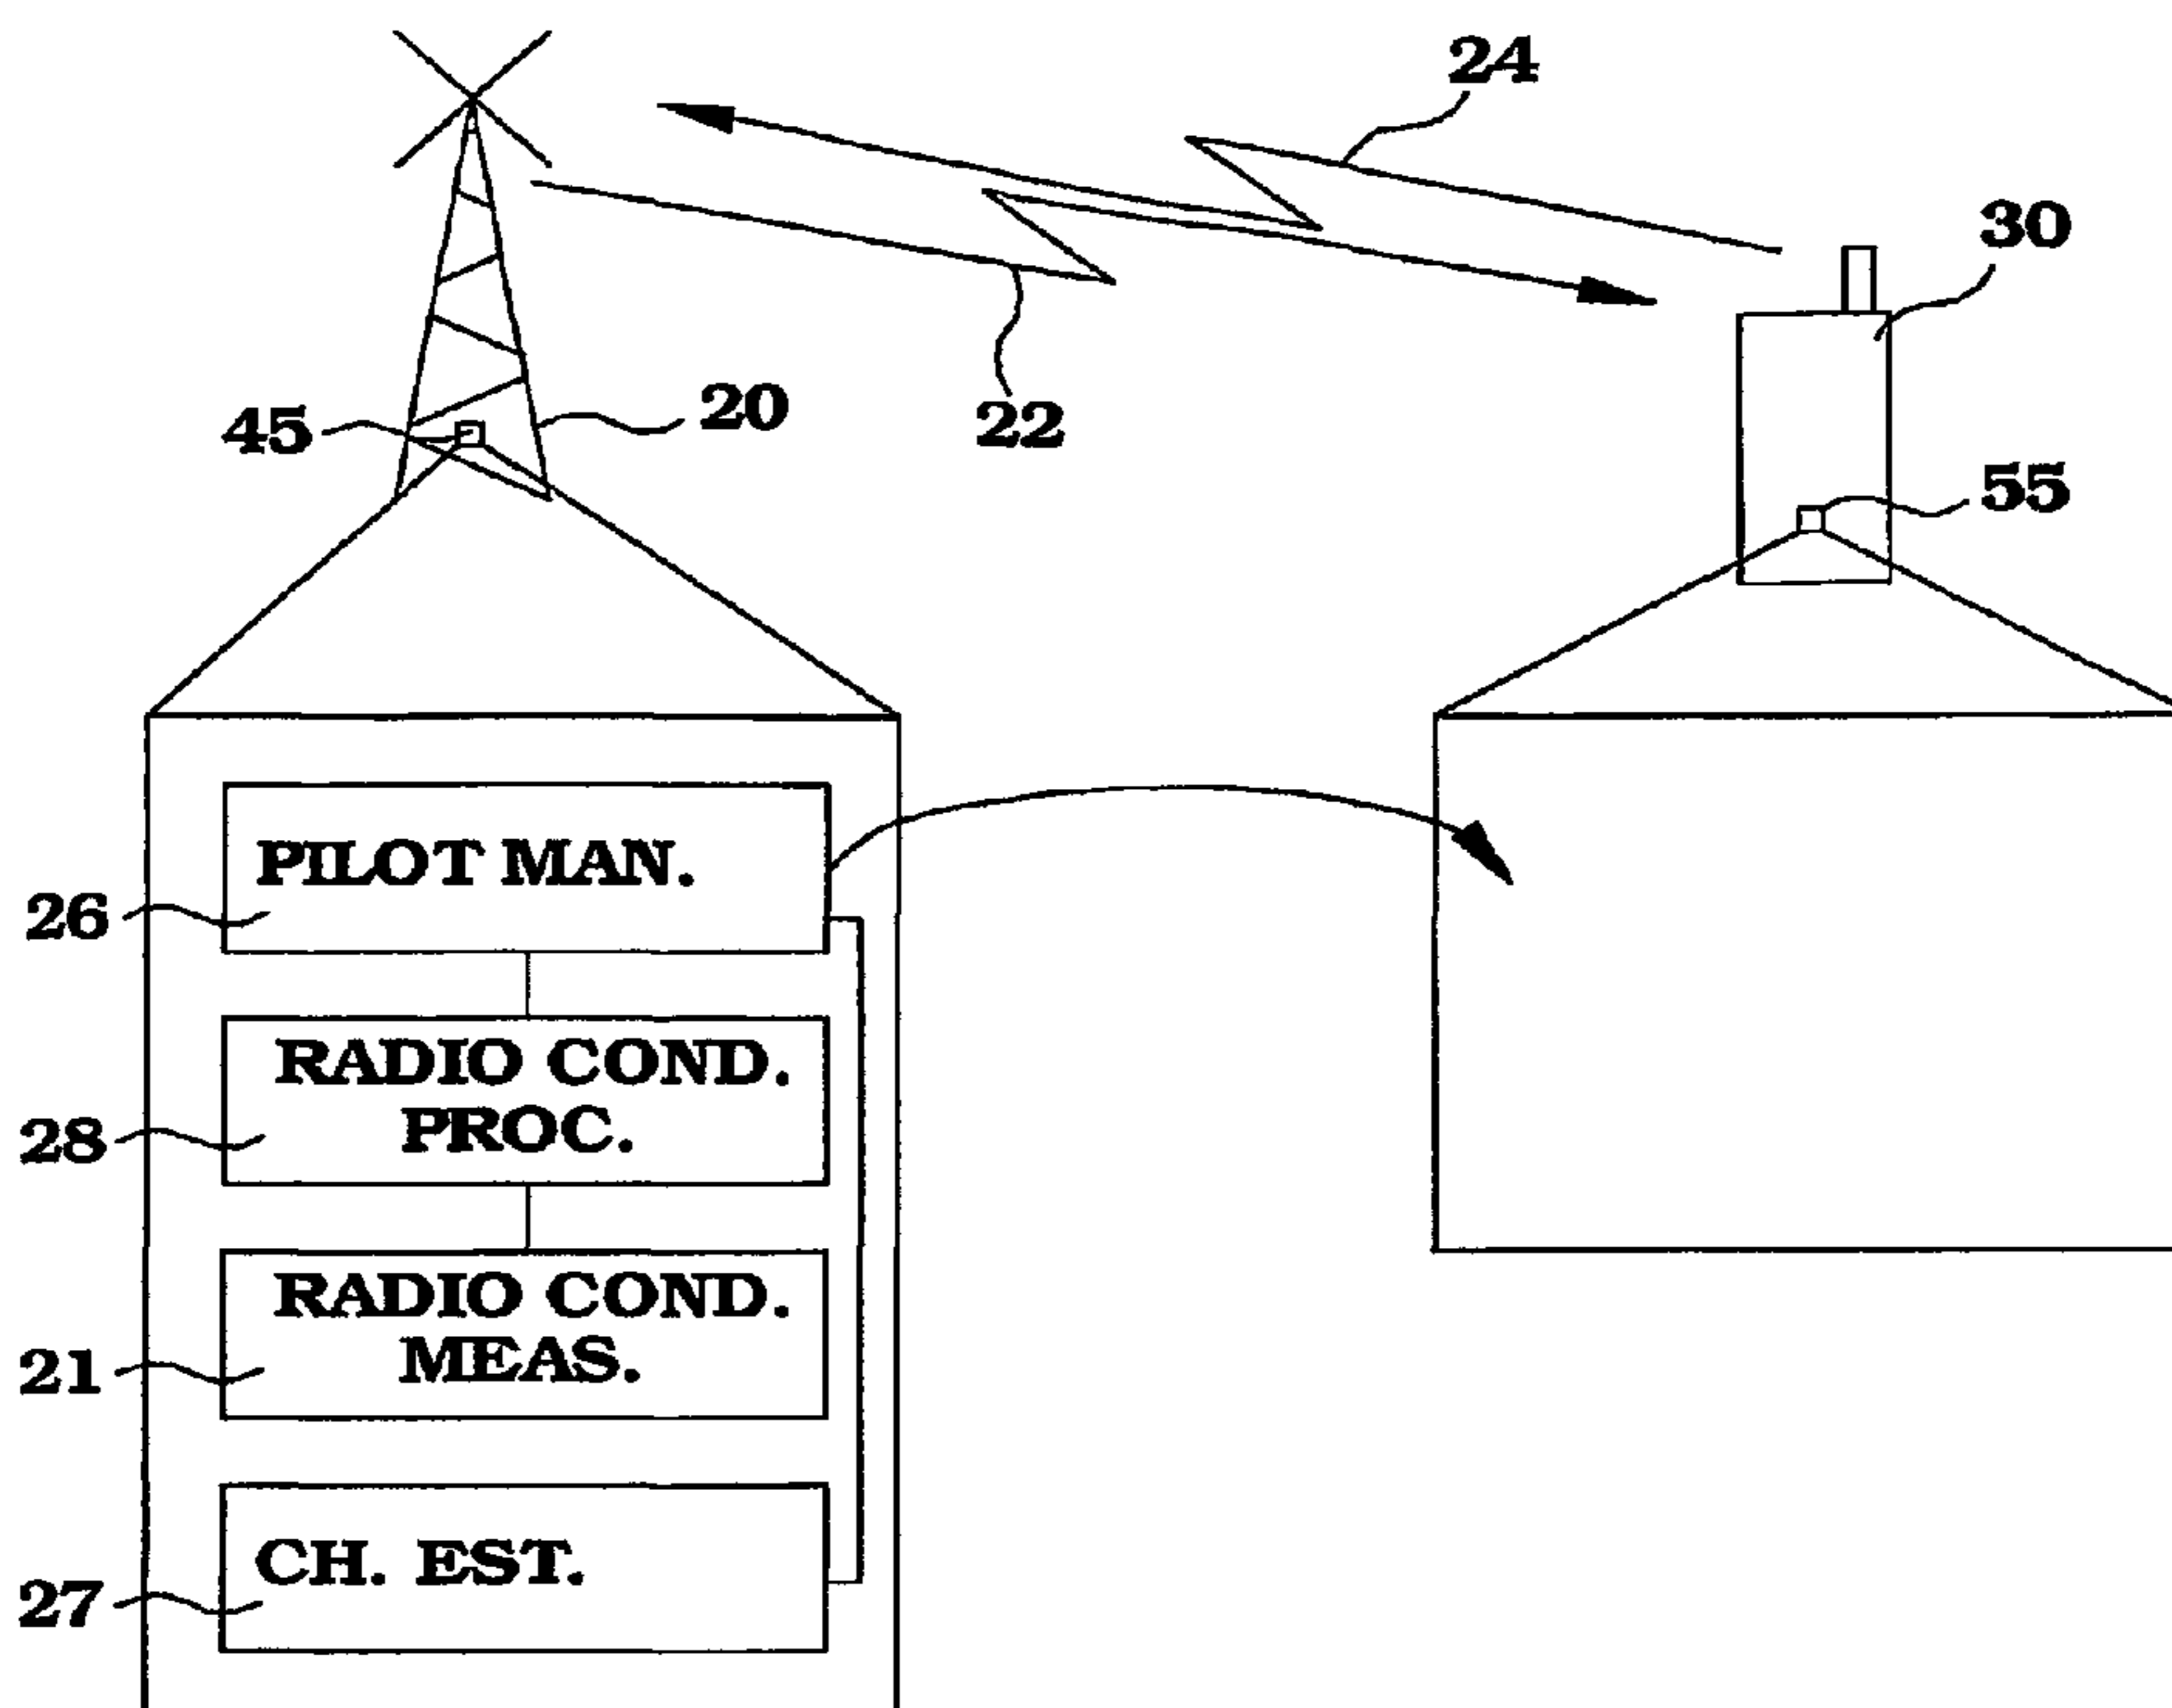 24
30
45
20
22
55
PILOT MAN.
26
RADIO COND.
PROC.
28
RADIO COND.
MEAS.
21
CH. EST.
27